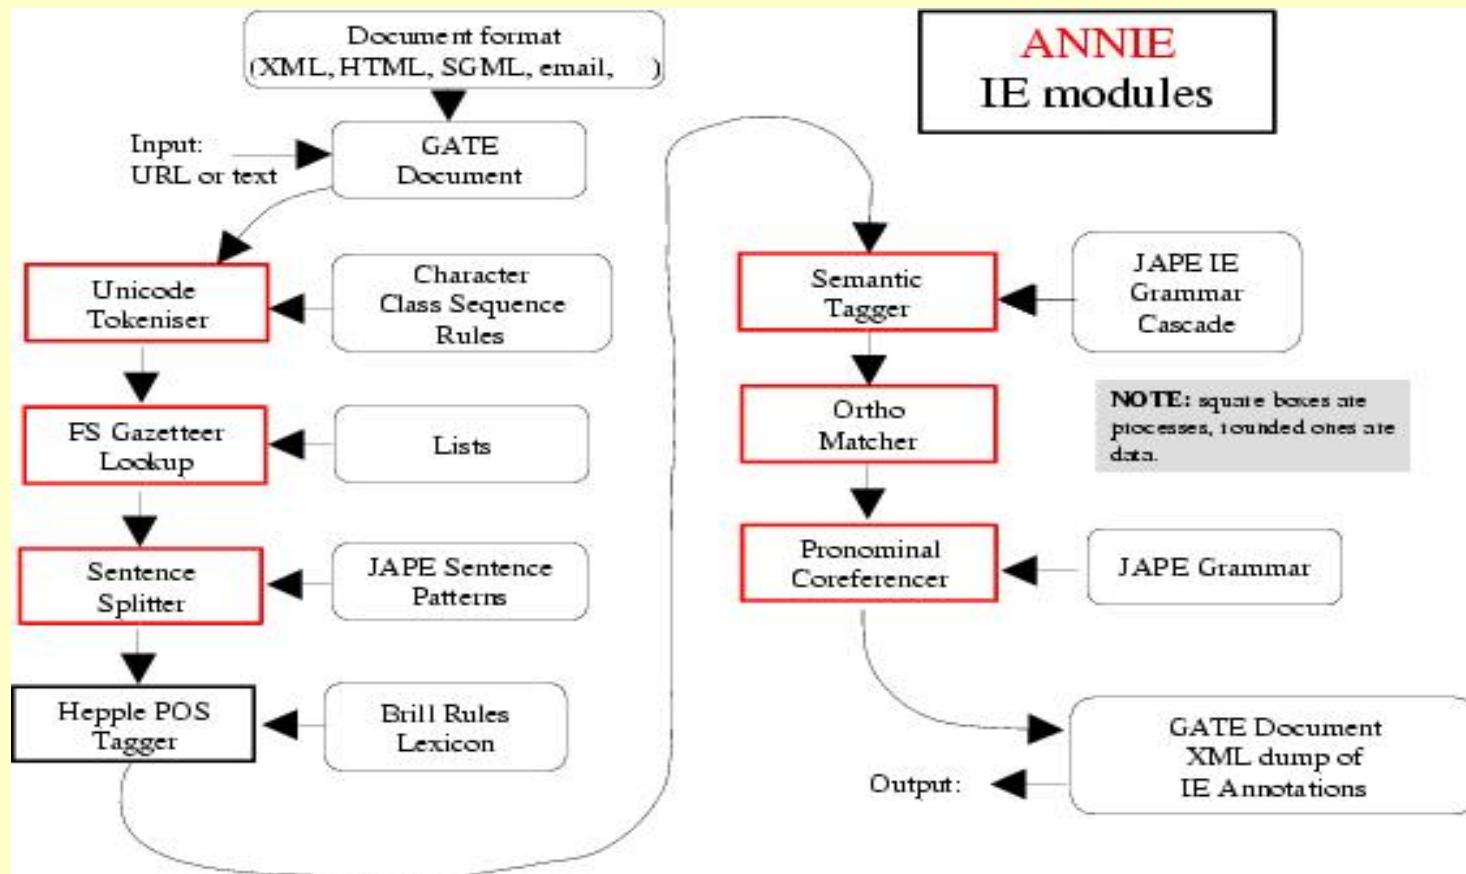 Document format
(XML, HTML, SGML, email, )
ANNIE
IE modules
Input:
URL or text
GATE
Document
Unicode
Tokeniser
Character
Class Sequence
Rules
FS Gazetteer
Lookup
Lists
Sentence
Splitter
JAPE Sentence
Patterns
Hepple POS
Tagger
Brill Rules
Lexicon
Semantic
Tagger
JAPE IE
Grammar
Cascade
Ortho
Matcher
NOTE: square boxes are
processes, rounded ones are
data.
Pronominal
Coreferencer
JAPE Grammar
GATE Document
XML dump of
IE Annotations
Output: